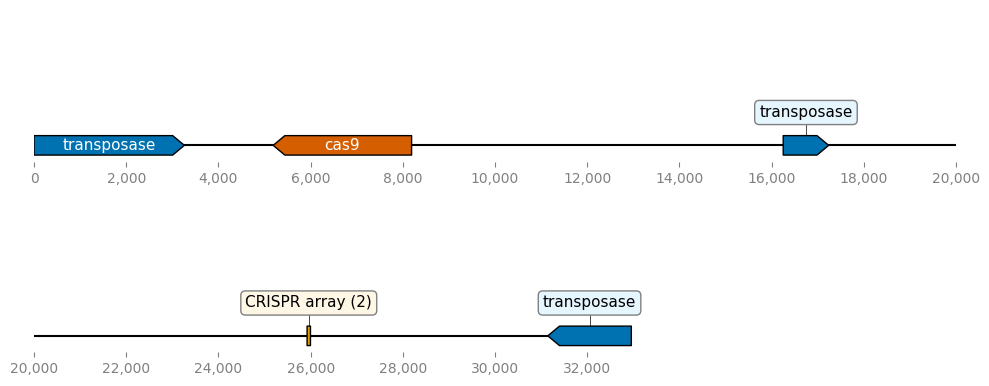 transposase
transposase cas9
0 2,000 4,000 6,000 8,000 10,000 12,000 14,000 16,000 18,000 20,000
CRISPR array (2) transposase
20,000 22,000 24,000 26,000 28,000 30,000 32,000